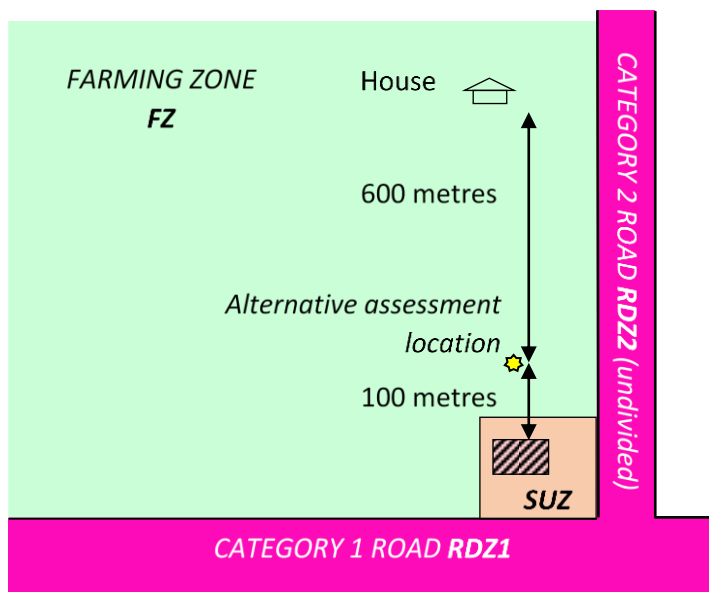 FARMING ZONE
FZ
House
600 metres
Alternative assessment
location
100 metres
SUZ
CATEGORY 1 ROAD RDZ1
CATEGORY 2 ROAD RDZ2 (undivided)